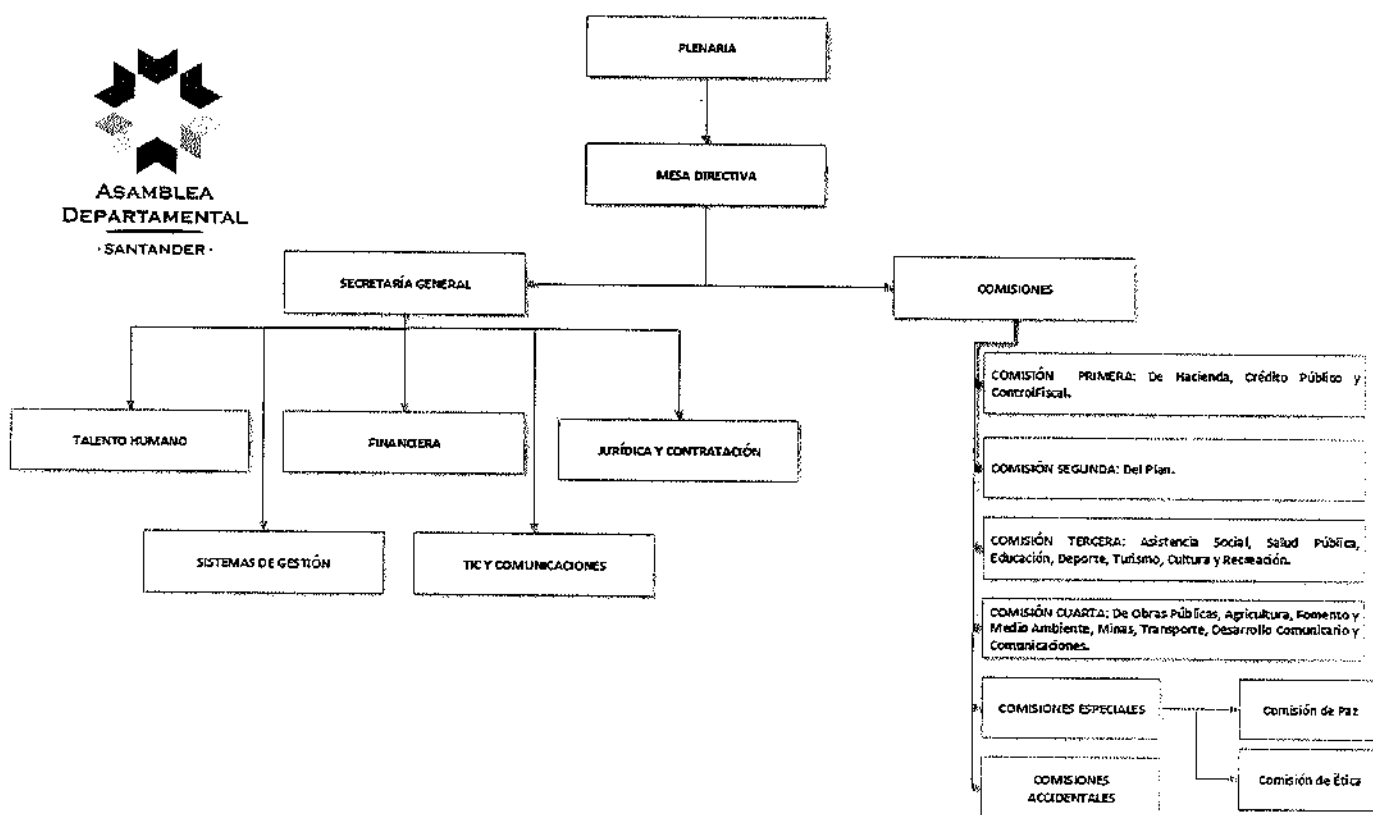 PLENARIA
MESA DIRECTIVA
ASAMBLEA
DEPARTAMENTAL
·SANTANDER·
SECRETARÍA GENERAL
COMISIONES
TALENTO HUMANO
FINANCIERA
JURÍDICA Y CONTRATACIÓN
SISTEMAS DE GESTIÓN
TIC Y COMUNICACIONES
COMISIÓN PRIMERA: De Hacienda, Crédito Público y
ControlFiscal.
COMISIÓN SEGUNDA: Del Plan.
COMISIÓN TERCERA: Asistencia Social, Salud Pública,
Educación, Deporte, Turismo, Cultura y Recreación.
COMISIÓN CUARTA: De Obras Públicas, Agricultura, Fomento y
Medio Ambiente, Minas, Transporte, Desarrollo Comunitario y
Comunicaciones.
COMISIONES ESPECIALES
Comisión de Paz
Comisión de Ética
COMISIONES
ACCIDENTALES